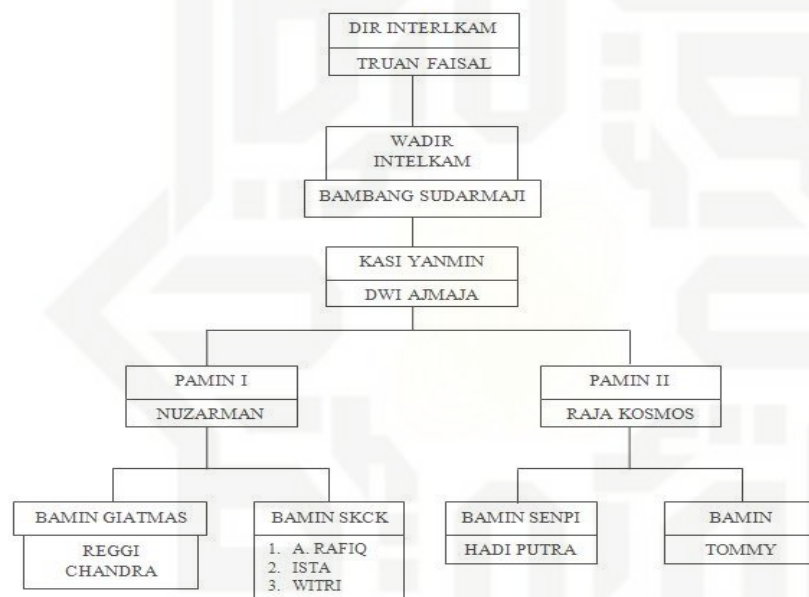 DIR INTERLKAM
TRUAN FAISAL
WADIR
INTELKAM
BAMBANG SUDARMAJI
KASI YANMIN
DWI AJMAJA
PAMIN I
NUZARMAN
PAMIN II
RAJA KOSMOS
BAMIN GIATMAS
REGGI
CHANDRA
BAMIN SKCK
1. A. RAFIQ
2. ISTA
3. WITRI
BAMIN SENPI
HADI PUTRA
BAMIN
TOMMY